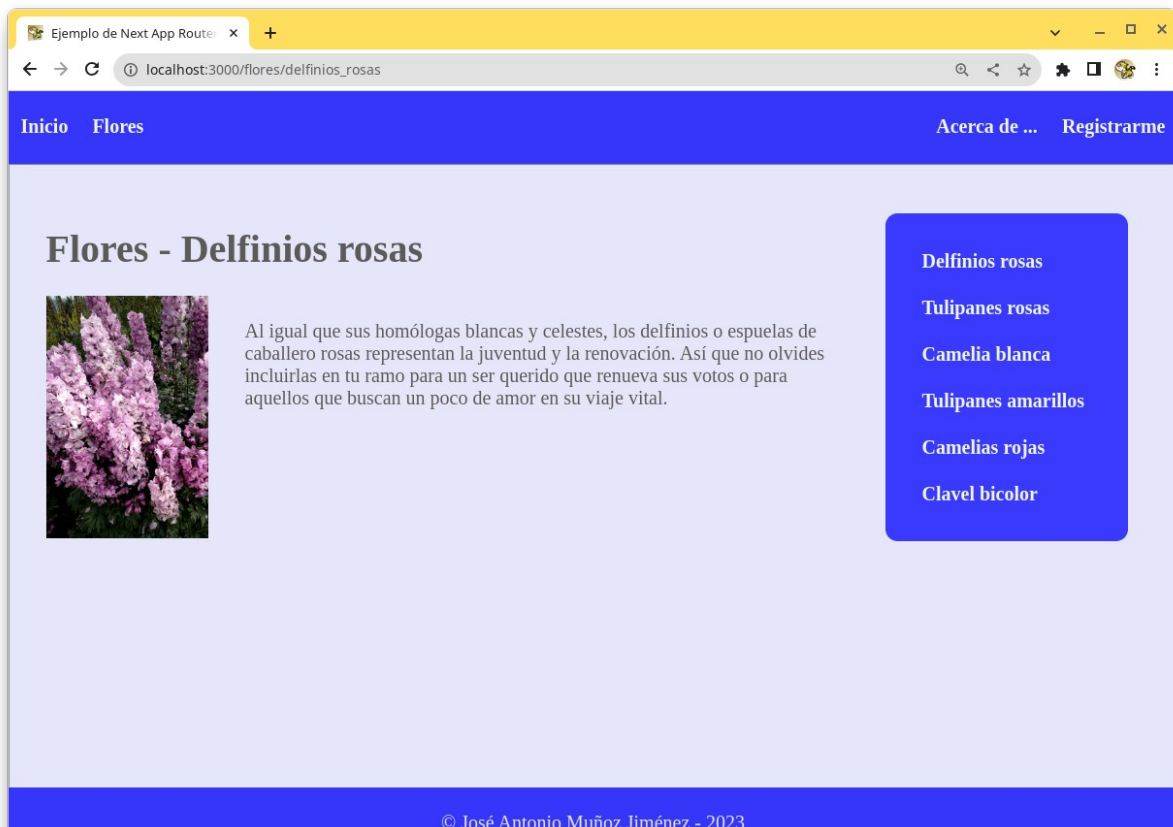 Ejemplo de Next App Route
localhost:3000/flores/delfinios_rosas
Inicio Flores Acerca de ... Registrarme
Flores - Delfinios rosas
Al igual que sus homólogas blancas y celestes, los delfinios o espuelas de
caballero rosas representan la juventud y la renovación. Así que no olvides
incluirlas en tu ramo para un ser querido que renueva sus votos o para
aquellos que buscan un poco de amor en su viaje vital.
Delfinios rosas
Tulipanes rosas
Camelia blanca
Tulipanes amarillos
Camelias rojas
Clavel bicolor
© José Antonio Muñoz Jiménez - 2023